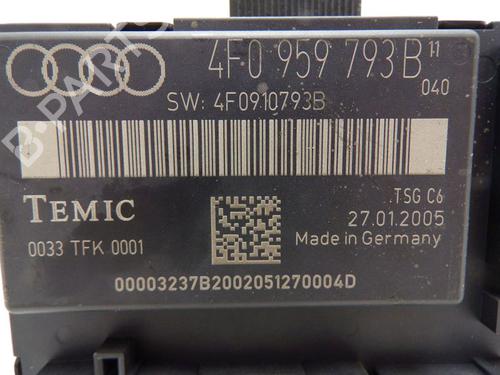 4F0 959 793B 11
040
SW: 4F0910793B
TEMIC
TSG C6
27.01.2005
0033 TFK 0001
Made in Germany
00003237B2002051270004D
B-PARTS